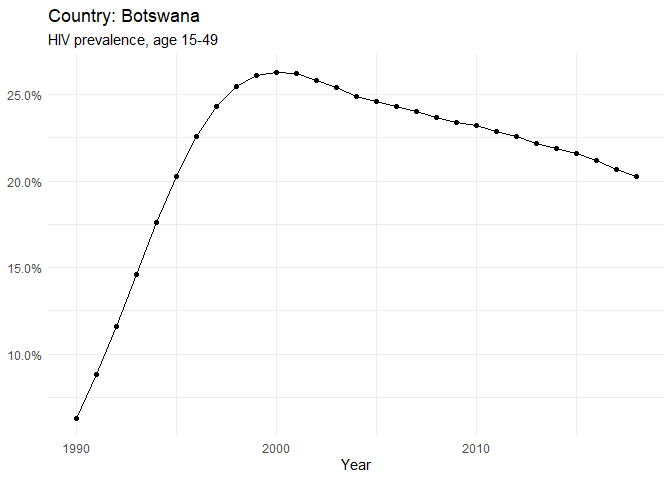 Country: Botswana
HIV prevalence, age 15-49
25.0%
20.0%
15.0%
10.0%
1990 2000 2010
Year